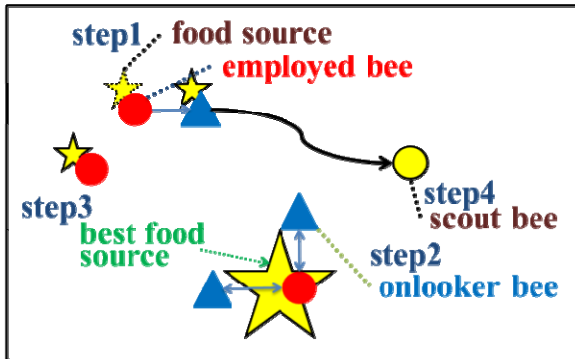 step1
food source
employed bee
step3
step4
scout bee
best food
source
step2
onlooker bee